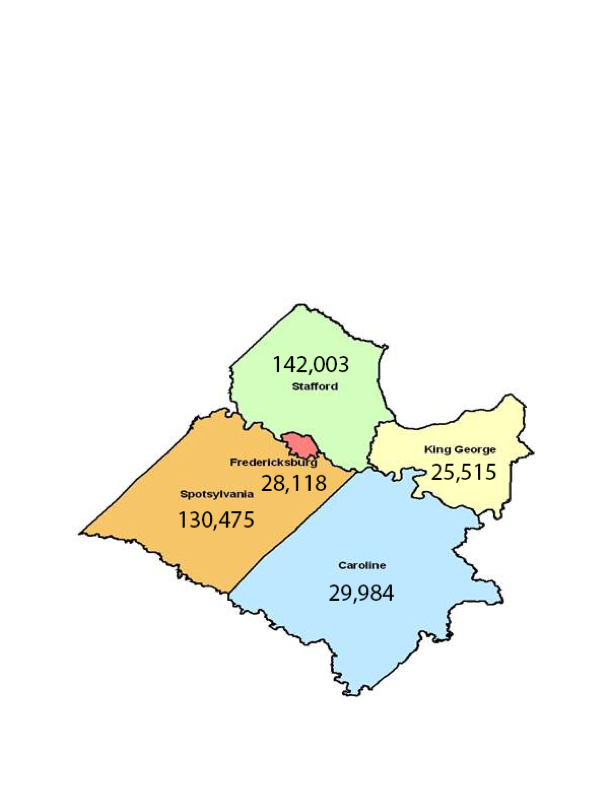 142,003
Stafford
King George
25,515
Fredericksburg
28,118
Spotsylvania
130,475
Caroline
29,984